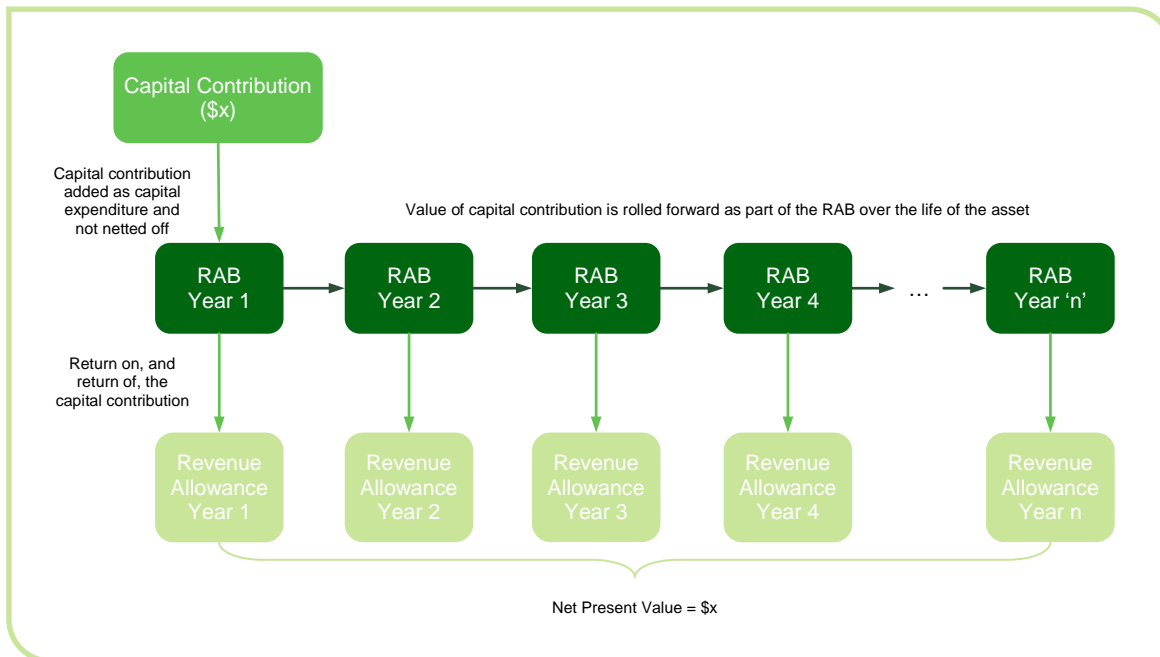 Capital Contribution
($x)
Capital contribution
added as capital
expenditure and
not netted off
Value of capital contribution is rolled forward as part of the RAB over the life of the asset
RAB
Year 1
RAB
Year 2
RAB
Year 3
RAB
Year 4
...
RAB
Year ‘n’
Return on, and
return of, the
capital contribution
Revenue
Allowance
Year 1
Revenue
Allowance
Year 2
Revenue
Allowance
Year 3
Revenue
Allowance
Year 4
Revenue
Allowance
Year n
Net Present Value = $x